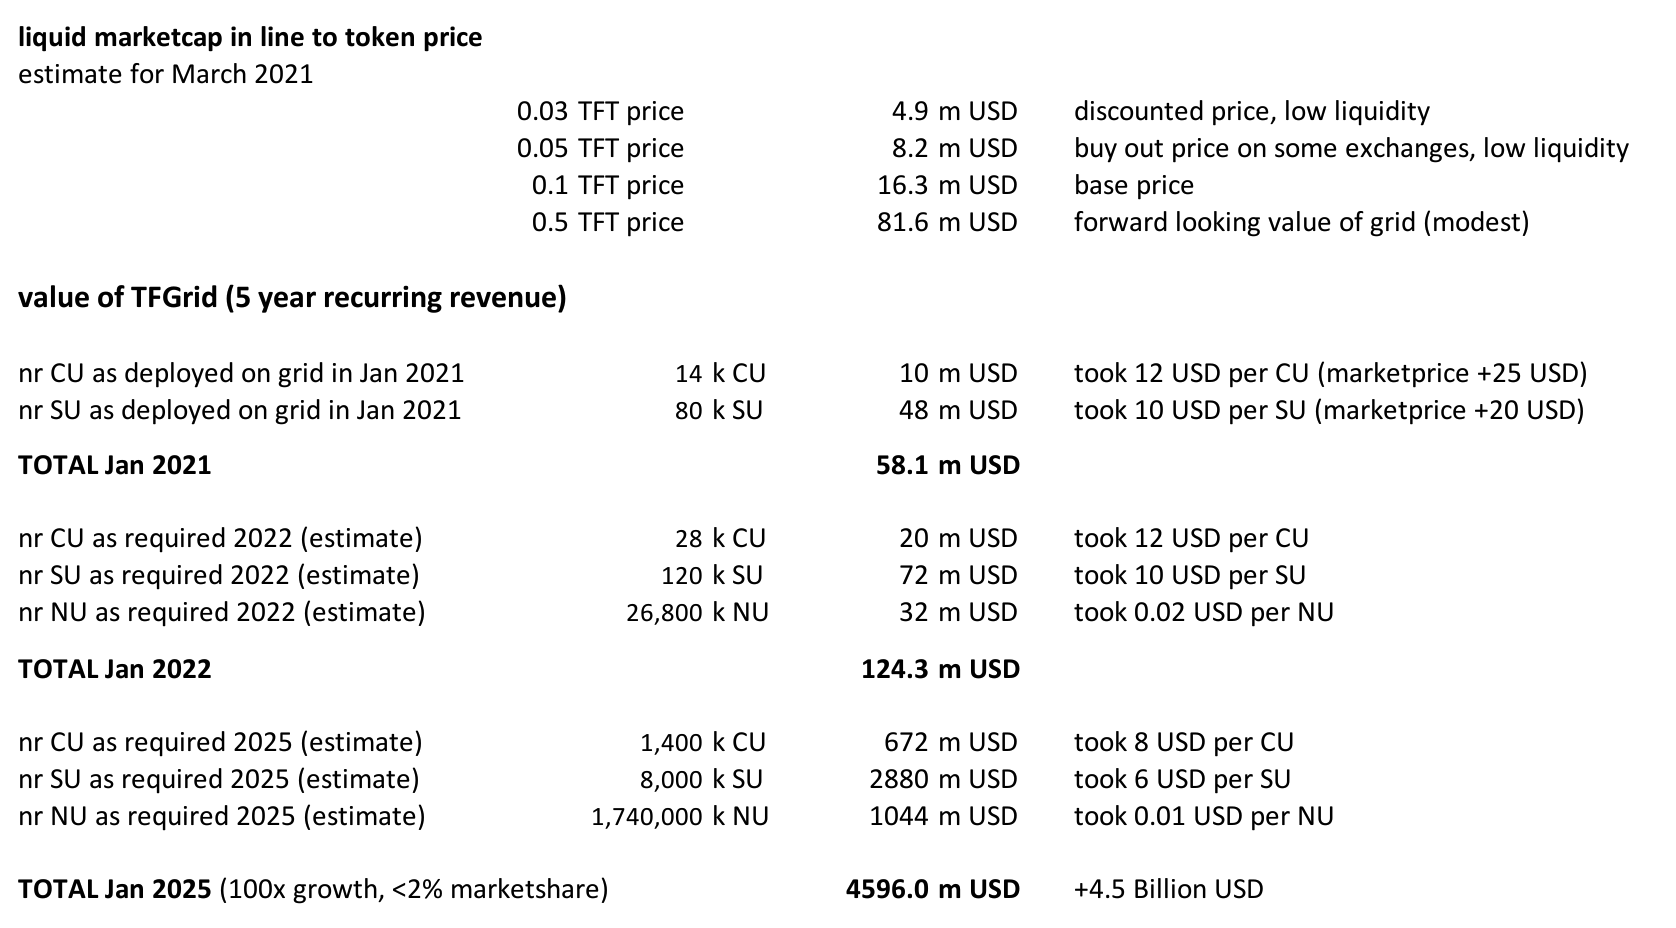 liquid marketcap in line to token price
estimate for March 2021
0.03 TFT price 4.9 m USD discounted price, low liquidity
0.05 TFT price 8.2 m USD buy out price on some exchanges, low liquidity
0.1 TFT price 16.3 m USD base price
0.5 TFT price 81.6 m USD forward looking value of grid (modest)
value of TFGrid (5 year recurring revenue)
nr CU as deployed on grid in Jan 2021 14 k CU 10 m USD took 12 USD per CU (marketprice +25 USD)
nr SU as deployed on grid in Jan 2021 80 k SU 48 m USD took 10 USD per SU (marketprice +20 USD)
TOTAL Jan 2021 58.1 m USD
nr CU as required 2022 (estimate) 28 k CU 20 m USD took 12 USD per CU
nr SU as required 2022 (estimate) 120 k SU 72 m USD took 10 USD per SU
nr NU as required 2022 (estimate) 26,800 k NU 32 m USD took 0.02 USD per NU
TOTAL Jan 2022 124.3 m USD
nr CU as required 2025 (estimate) 1,400 k CU 672 m USD took 8 USD per CU
nr SU as required 2025 (estimate) 8,000 k SU 2880 m USD took 6 USD per SU
nr NU as required 2025 (estimate) 1,740,000 k NU 1044 m USD took 0.01 USD per NU
TOTAL Jan 2025 (100x growth, <2% marketshare) 4596.0 m USD +4.5 Billion USD